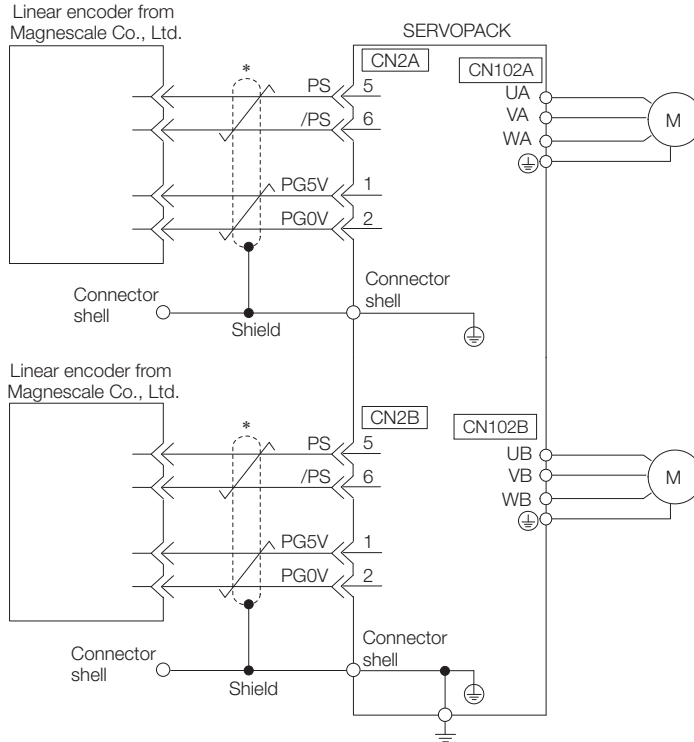 Linear encoder from
Magnescale Co., Ltd.
SERVOPACK
CN2A
CN102A
*
PS 5
/PS 6
PG5V 1
PG0V 2
UA
VA
WA
M
Connector
shell
Shield
Connector
shell
Linear encoder from
Magnescale Co., Ltd.
CN2B
CN102B
*
PS 5
/PS 6
PG5V 1
PG0V 2
UB
VB
WB
M
Connector
shell
Shield
Connector
shell